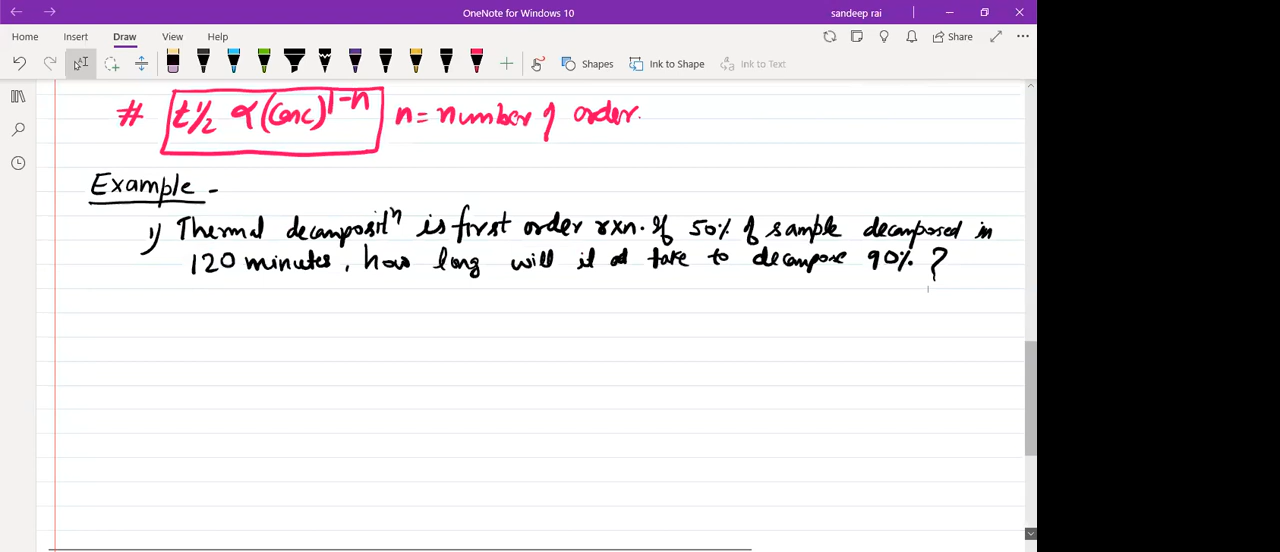 OneNote for Windows 10
sandeep rai
Home Insert Draw View Help
Share
Shapes Ink to Shape Ink to Text
# t½ ∝ (Conc)^1-n n = number of order.
Example -
1) Thermal decomposit^n is first order rxn. If 50% of sample decomposed in
120 minutes, how long will it take to decompose 90% ?